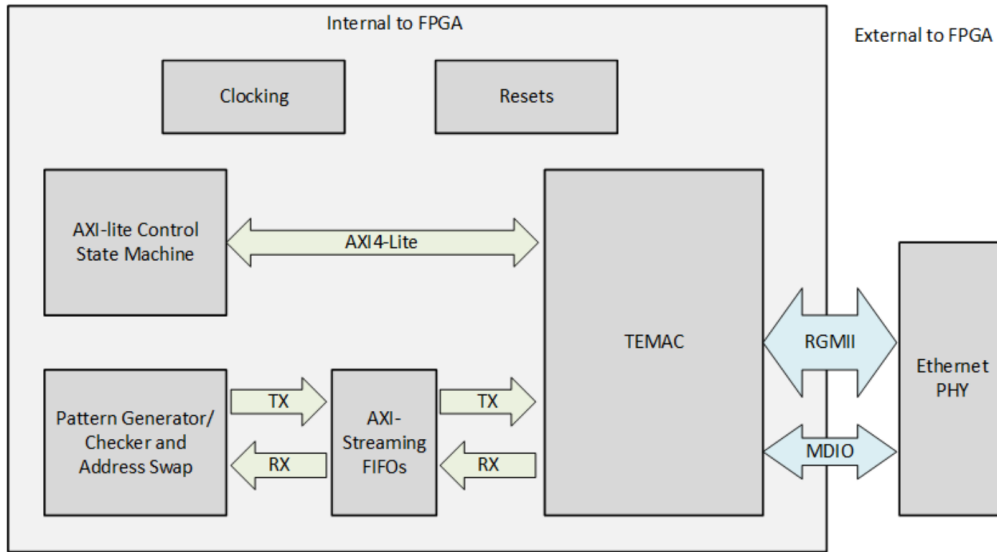 Internal to FPGA
External to FPGA
Clocking
Resets
AXI-lite Control
State Machine
AXI4-Lite
TEMAC
RGMII
Ethernet
PHY
MDIO
Pattern Generator/
Checker and
Address Swap
TX
RX
AXI-
Streaming
FIFOs
TX
RX